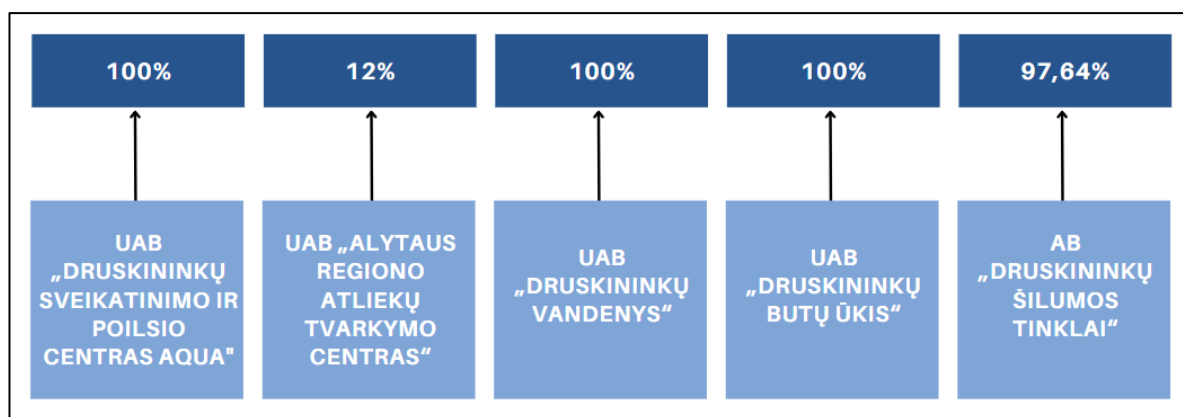 100%
12%
100%
100%
97,64%
UAB
„DRUSKININKŲ
SVEIKATINIMO IR
POILSIO
CENTRAS AQUA"
UAB „ALYTAUS
REGIONO
ATLIEKŲ
TVARKYMO
CENTRAS“
UAB
„DRUSKININKŲ
VANDENYS“
UAB
„DRUSKININKŲ
BUTŲ ŪKIS“
AB
„DRUSKININKŲ
ŠILUMOS
TINKLAI“